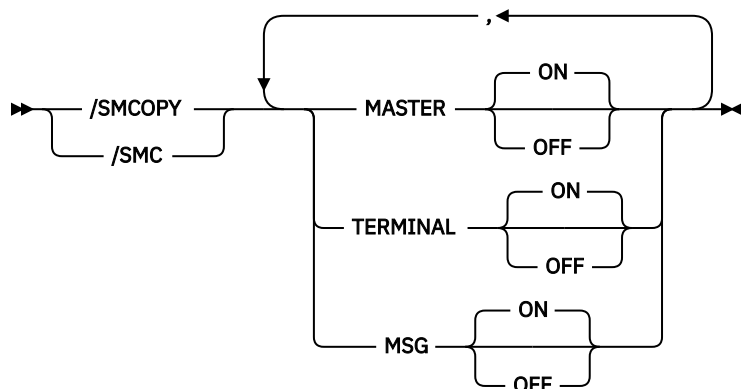 ,
/SMCOPY
/SMC
MASTER
ON
OFF
TERMINAL
ON
OFF
MSG
ON
OFF